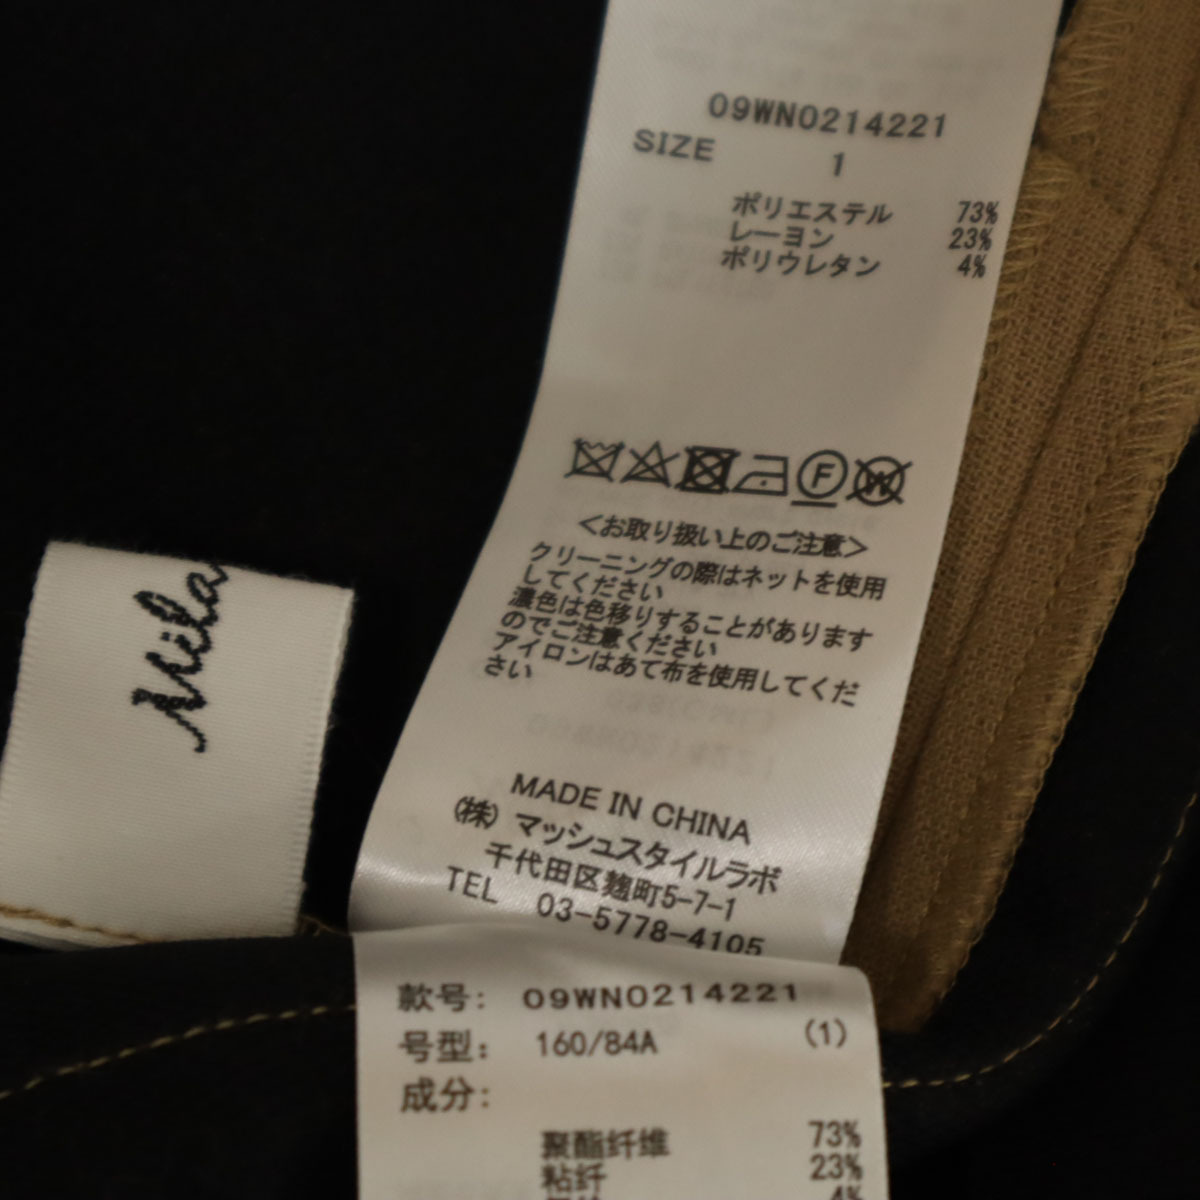 09WN0214221
SIZE 1
ポリエステル 73%
レーヨン 23%
ポリウレタン 4%
F W
<お取り扱い上のご注意>
クリーニングの際はネットを使用
してください
濃色は色移りすることがあります
のでご注意ください
アイロンはあて布を使用してくだ
さい
MADE IN CHINA
(株) マッシュスタイルラボ
千代田区麹町5-7-1
TEL 03-5778-4105
Mila
款号: 09WN0214221
号型: 160/84A (1)
成分:
聚酯纤维 73%
粘纤 23%
4%